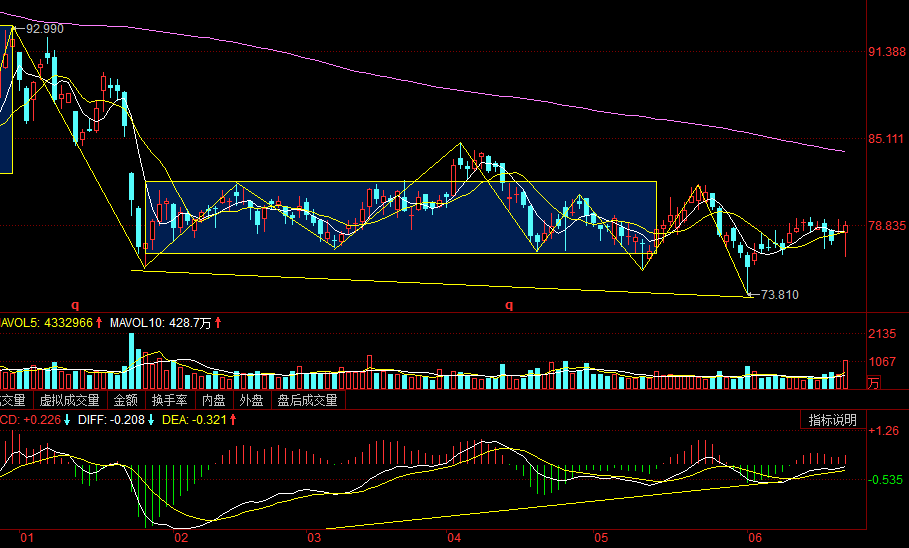 92.990
91.388
85.111
78.835
73.810
q q
AVOL5: 4332966 MAVOL10: 428.7万
2135
1067
万
交量 虚拟成交量 金额 换手率 内盘 外盘 盘后成交量
CD: +0.226 DIFF: -0.208 DEA: -0.321 指标说明
+1.26
-0.535
01 02 03 04 05 06